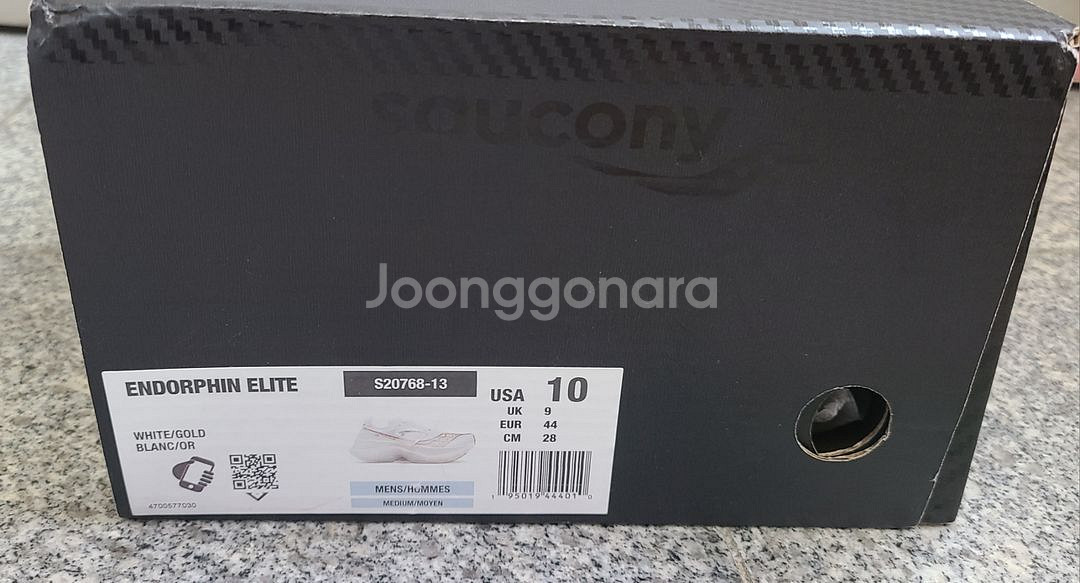 saucony
Joonggonara
ENDORPHIN ELITE
S20768-13
USA 10
UK 9
EUR 44
CM 28
WHITE/GOLD
BLANC/OR
MENS/HOMMES
MEDIUM/MOYEN
4700577030
1 95019 44401 0